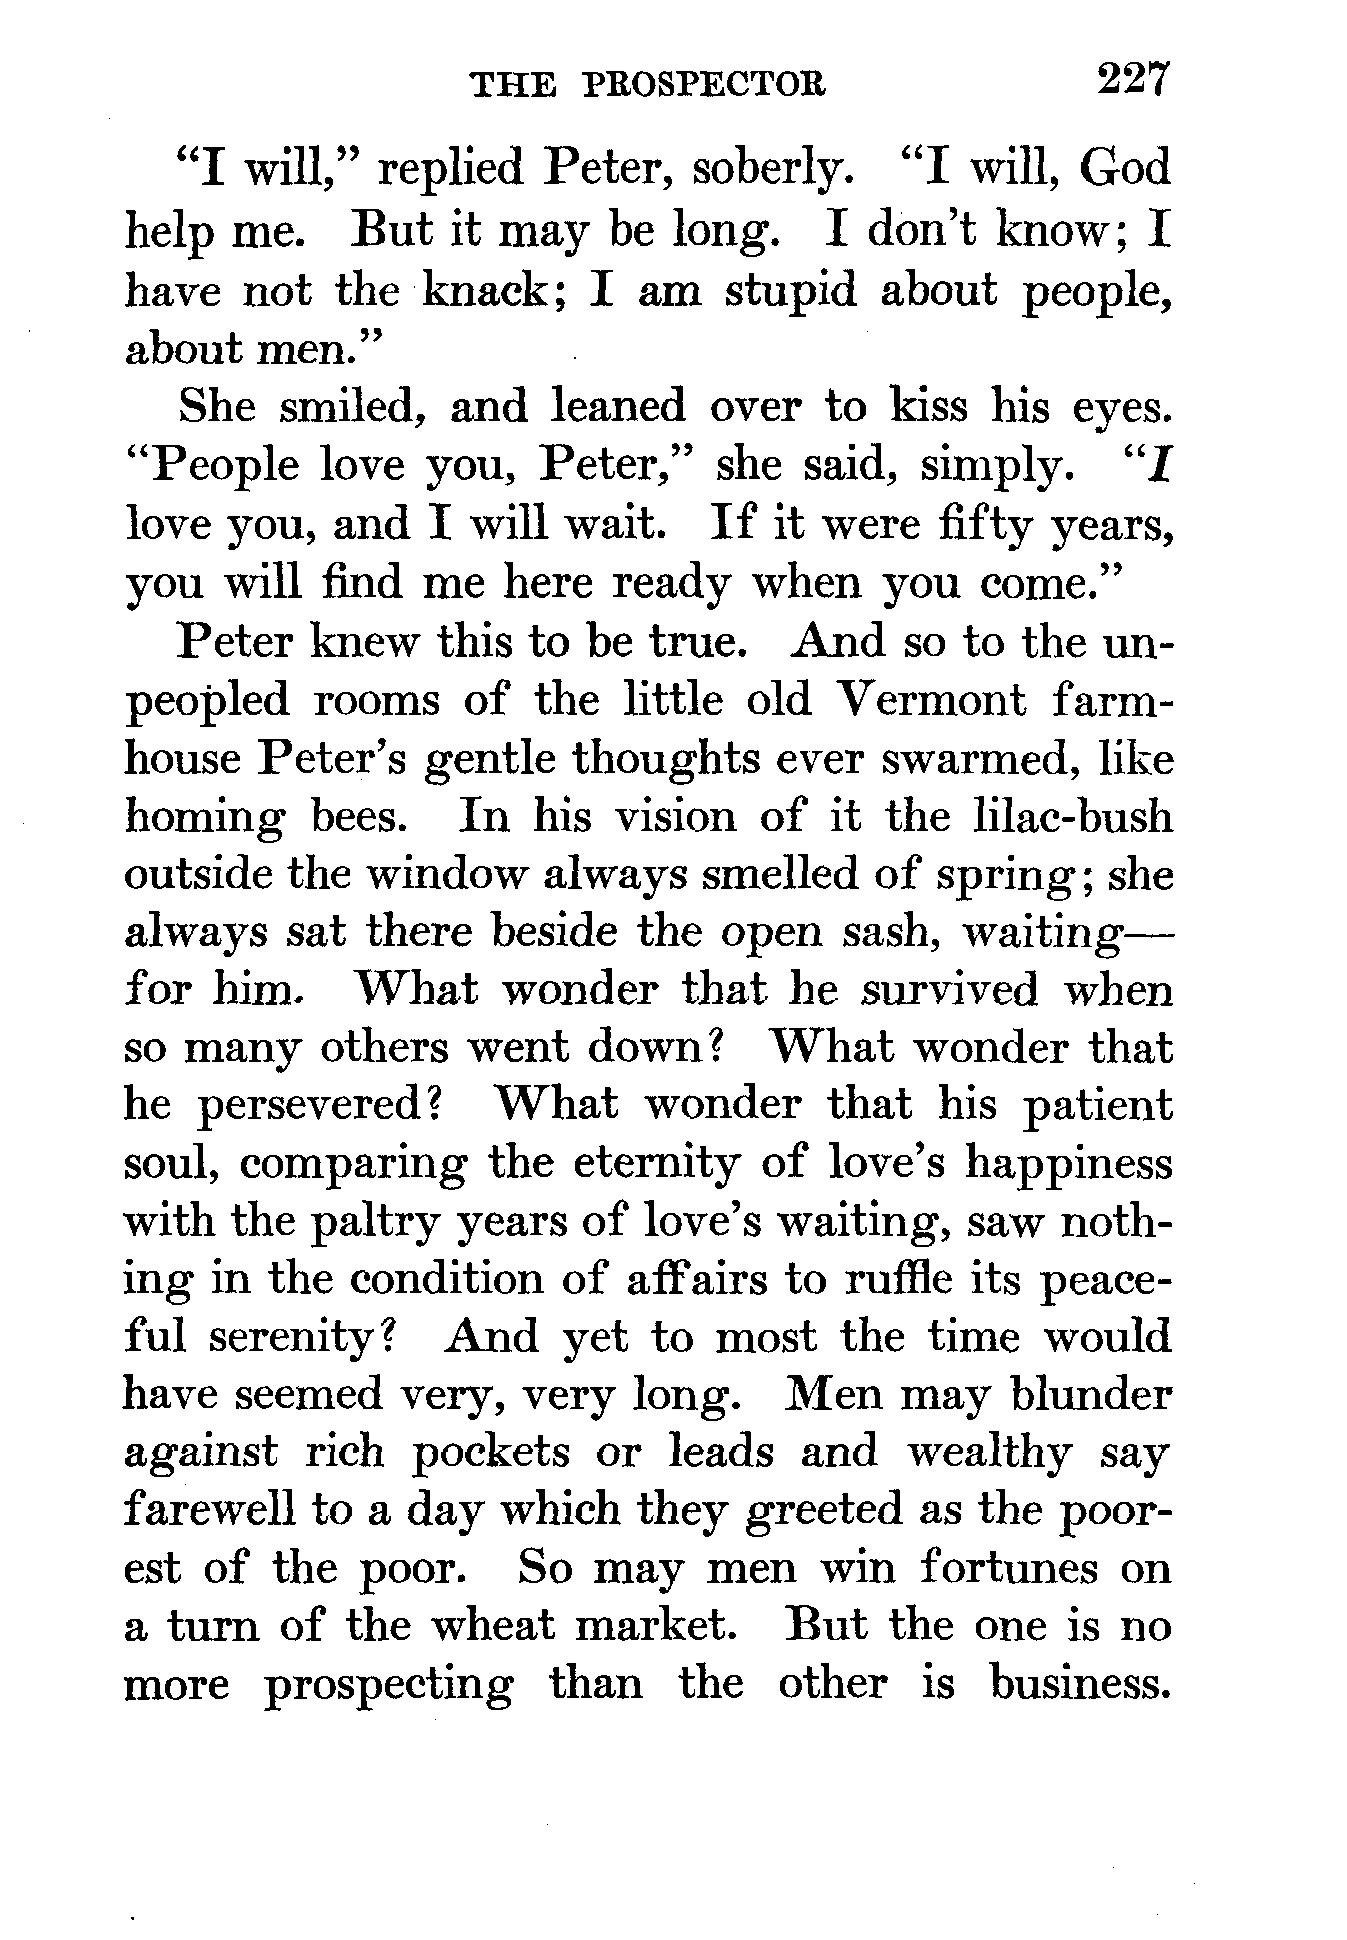 THE PROSPECTOR 227
“I will,” replied Peter, soberly. “I will, God
help me. But it may be long. I don’t know; I
have not the knack; I am stupid about people,
about men.”
She smiled, and leaned over to kiss his eyes.
“People love you, Peter,” she said, simply. “I
love you, and I will wait. If it were fifty years,
you will find me here ready when you come.”
Peter knew this to be true. And so to the un-
peopled rooms of the little old Vermont farm-
house Peter’s gentle thoughts ever swarmed, like
homing bees. In his vision of it the lilac-bush
outside the window always smelled of spring; she
always sat there beside the open sash, waiting—
for him. What wonder that he survived when
so many others went down? What wonder that
he persevered? What wonder that his patient
soul, comparing the eternity of love’s happiness
with the paltry years of love’s waiting, saw noth-
ing in the condition of affairs to ruffle its peace-
ful serenity? And yet to most the time would
have seemed very, very long. Men may blunder
against rich pockets or leads and wealthy say
farewell to a day which they greeted as the poor-
est of the poor. So may men win fortunes on
a turn of the wheat market. But the one is no
more prospecting than the other is business.